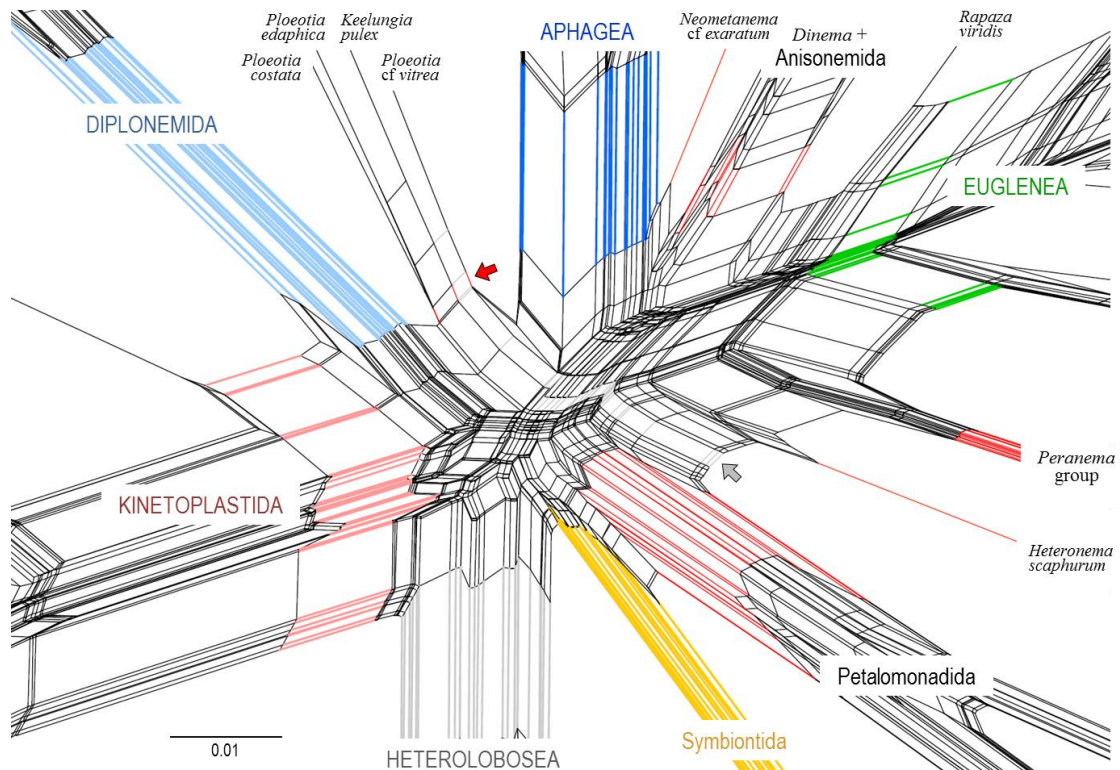 Ploeotia
edaphica
Keelungia
pulex
Ploeotia
costata
Ploeotia
cf vitrea
APHAGEA
Neometanema
cf exaratum
Dinema +
Anisonemida
Rapaza
viridis
DIPLONEMIDA
EUGLENEA
KINETOPLASTIDA
Peranema
group
Heteronema
scaphurum
Petalomonadida
Symbiontida
HETEROLOBOSEA
0.01